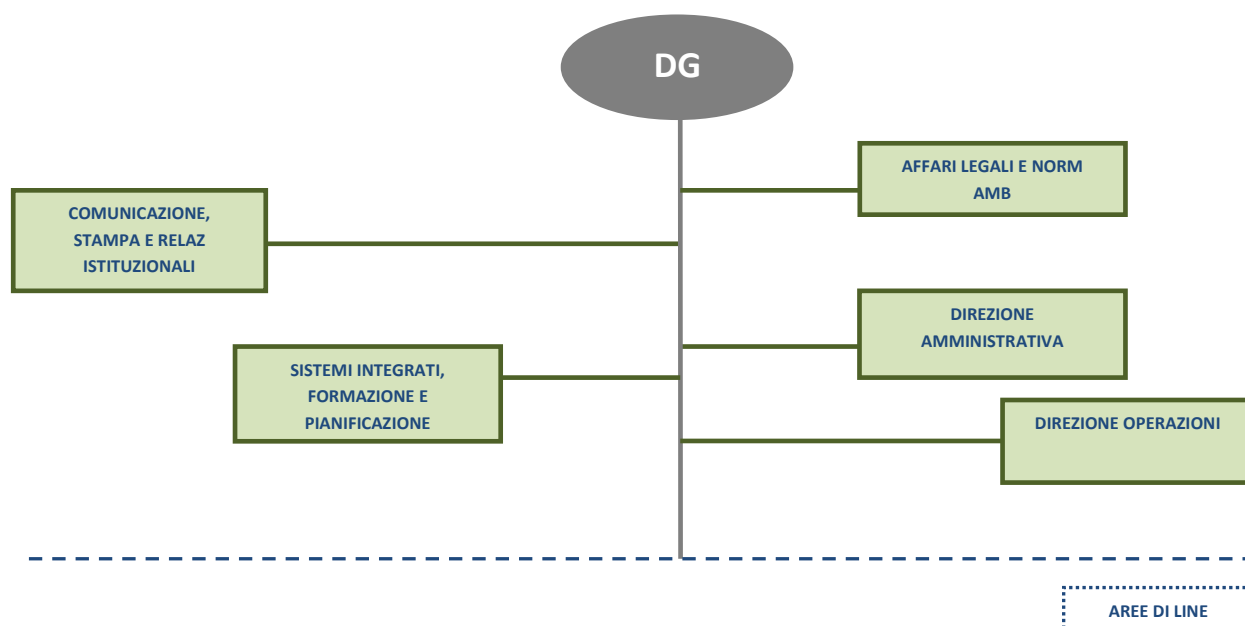 DG
AFFARI LEGALI E NORM
AMB
COMUNICAZIONE,
STAMPA E RELAZ
ISTITUZIONALI
DIREZIONE
AMMINISTRATIVA
SISTEMI INTEGRATI,
FORMAZIONE E
PIANIFICAZIONE
DIREZIONE OPERAZIONI
AREE DI LINE